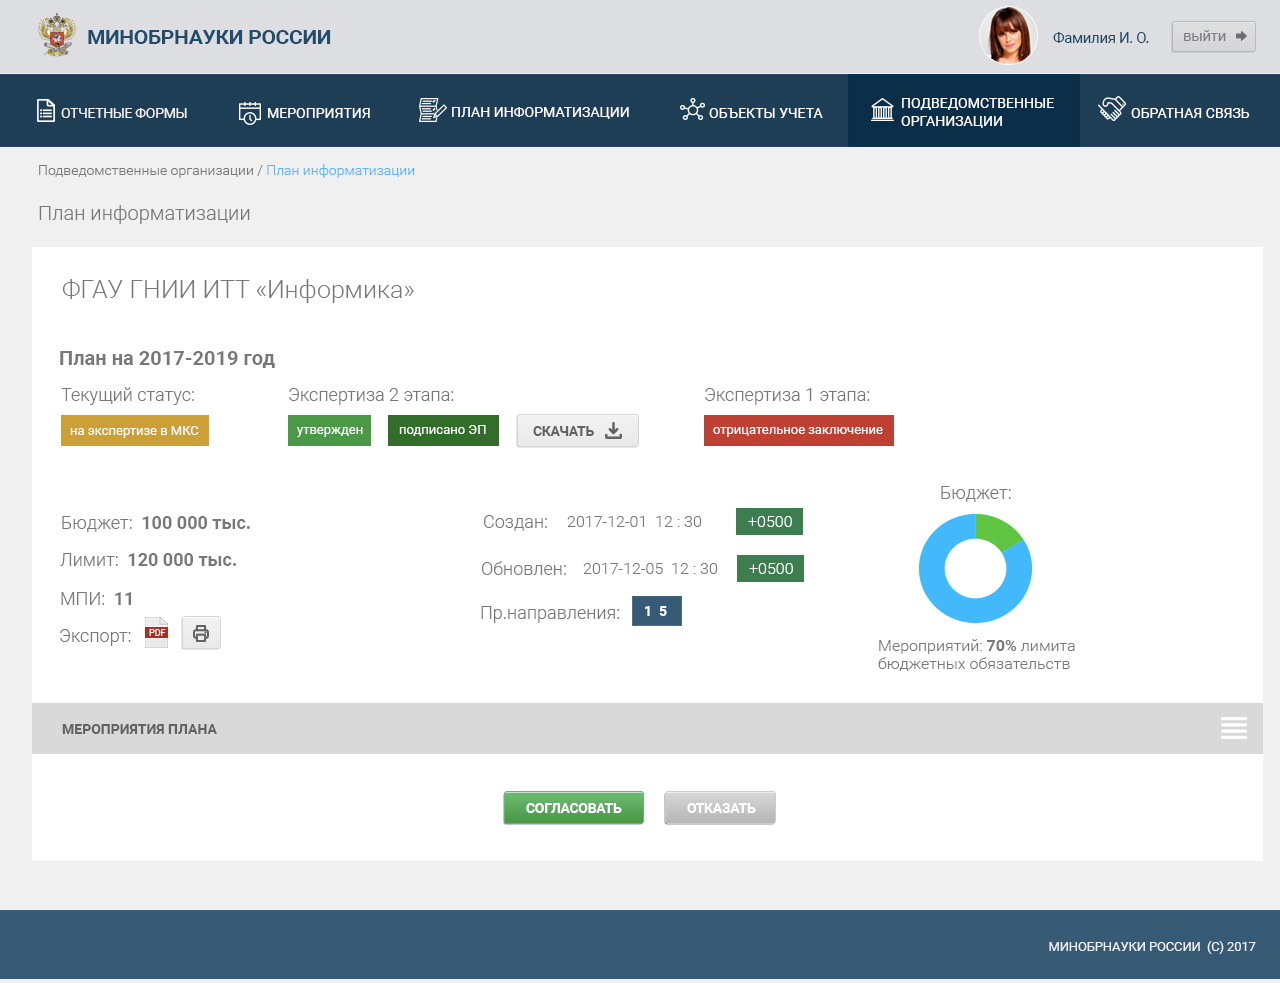 МИНОБРНАУКИ РОССИИ
Фамилия И. О.
ВЫЙТИ
ОТЧЕТНЫЕ ФОРМЫ
МЕРОПРИЯТИЯ
ПЛАН ИНФОРМАТИЗАЦИИ
ОБЪЕКТЫ УЧЕТА
ПОДВЕДОМСТВЕННЫЕ
ОРГАНИЗАЦИИ
ОБРАТНАЯ СВЯЗЬ
Подведомственные организации / План информатизации
План информатизации
ФГАУ ГНИИ ИТТ «Информика»
План на 2017-2019 год
Текущий статус:
на экспертизе в МКС
Экспертиза 2 этапа:
утвержден
подписано ЭП
СКАЧАТЬ
Экспертиза 1 этапа:
отрицательное заключение
Бюджет: 100 000 тыс.
Лимит: 120 000 тыс.
МПИ: 11
Экспорт:
PDF
Создан: 2017-12-01 12 : 30 +0500
Обновлен: 2017-12-05 12 : 30 +0500
Пр.направления: 1 5
Бюджет:
Мероприятий: 70% лимита
бюджетных обязательств
МЕРОПРИЯТИЯ ПЛАНА
СОГЛАСОВАТЬ
ОТКАЗАТЬ
МИНОБРНАУКИ РОССИИ (С) 2017